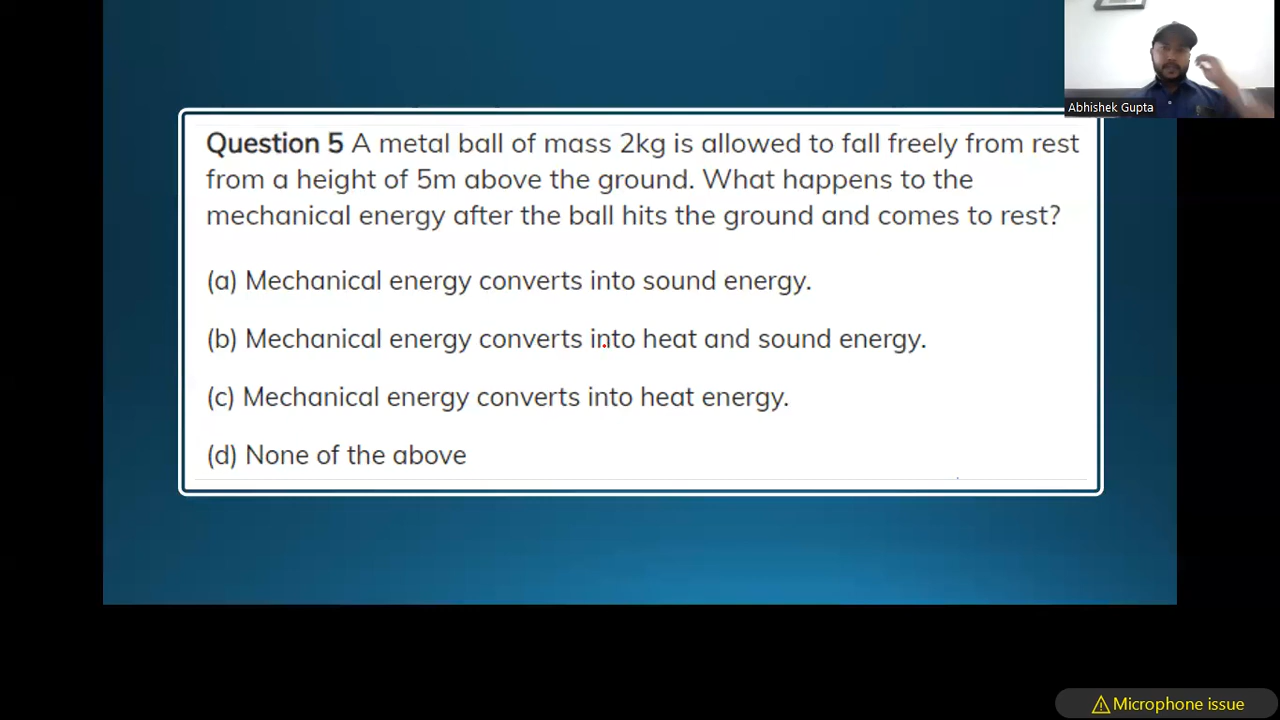 Abhishek Gupta
Question 5 A metal ball of mass 2kg is allowed to fall freely from rest
from a height of 5m above the ground. What happens to the
mechanical energy after the ball hits the ground and comes to rest?
(a) Mechanical energy converts into sound energy.
(b) Mechanical energy converts into heat and sound energy.
(c) Mechanical energy converts into heat energy.
(d) None of the above
Microphone issue